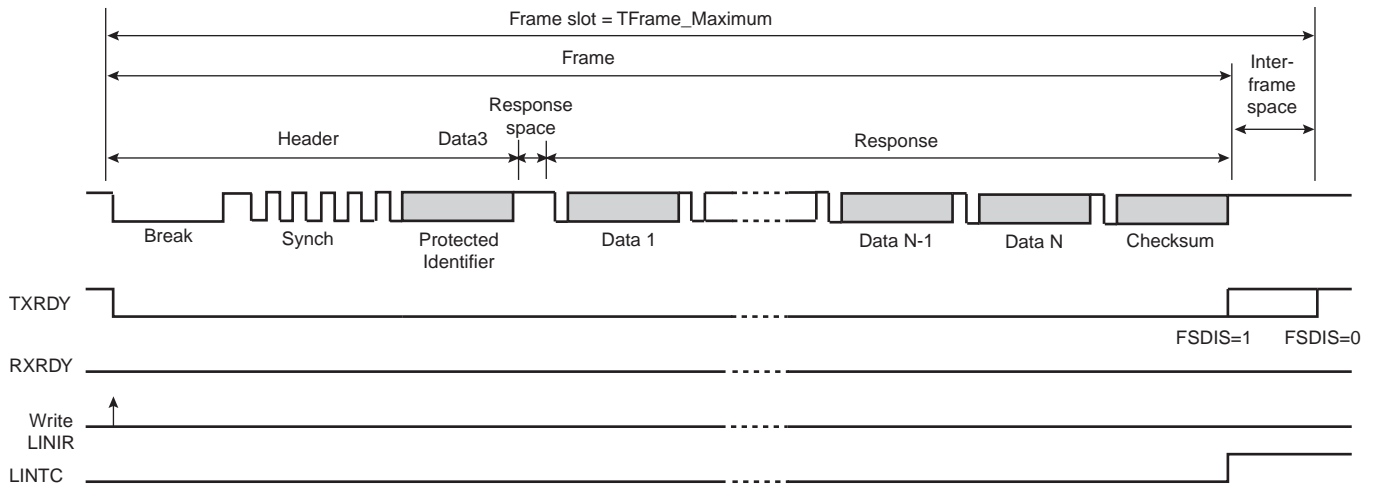 Frame slot = TFrame_Maximum
Frame
Inter-
frame
space
Response
space
Header
Data3
Response
Break
Synch
Protected
Identifier
Data 1
Data N-1
Data N
Checksum
TXRDY
FSDIS=1
FSDIS=0
RXRDY
Write
LINIR
LINTC